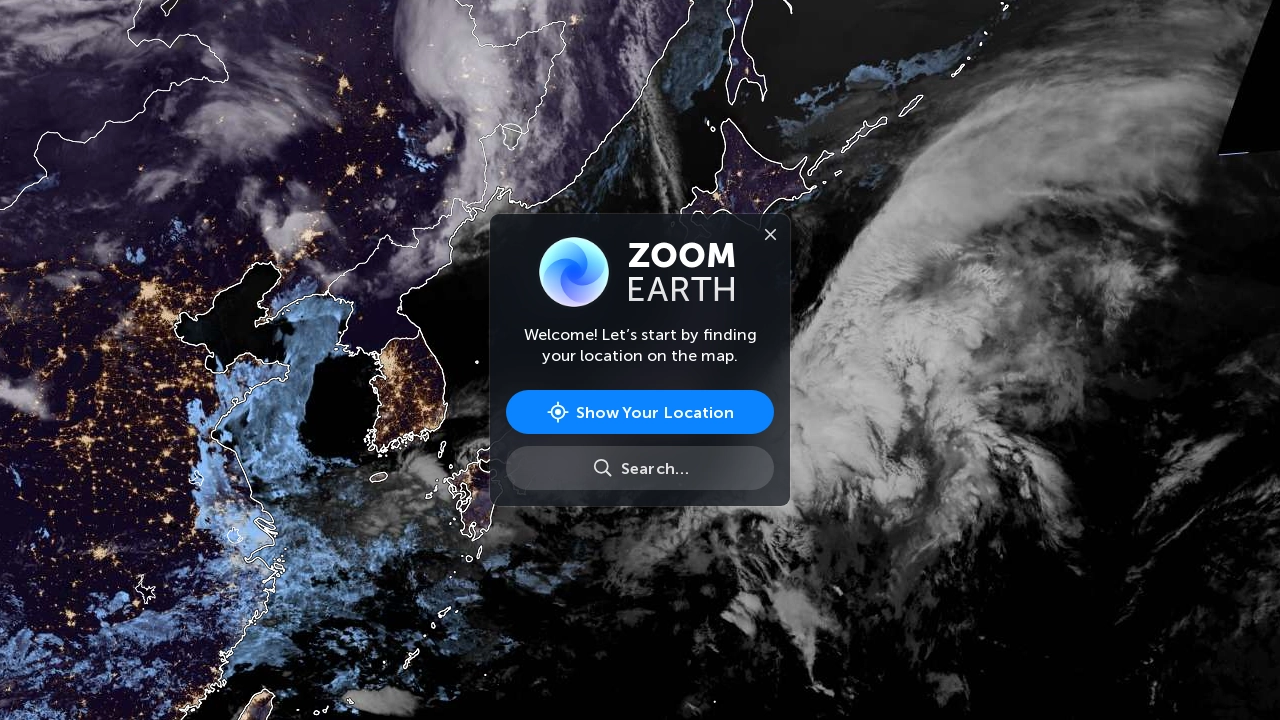 ZOOM
EARTH
Welcome! Let’s start by finding
your location on the map.
Show Your Location
Search…